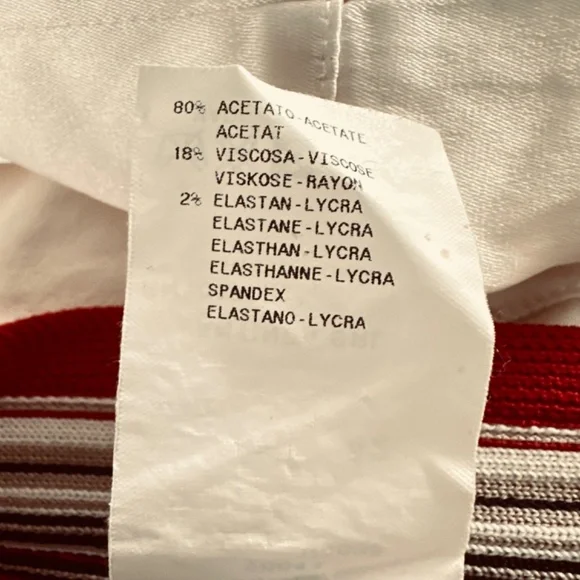 80% ACETATO-ACETATE
ACETAT
18% VISCOSA-VISCOSE
VISKOSE-RAYON
2% ELASTAN-LYCRA
ELASTANE-LYCRA
ELASTHAN-LYCRA
ELASTHANNE-LYCRA
SPANDEX
ELASTANO-LYCRA